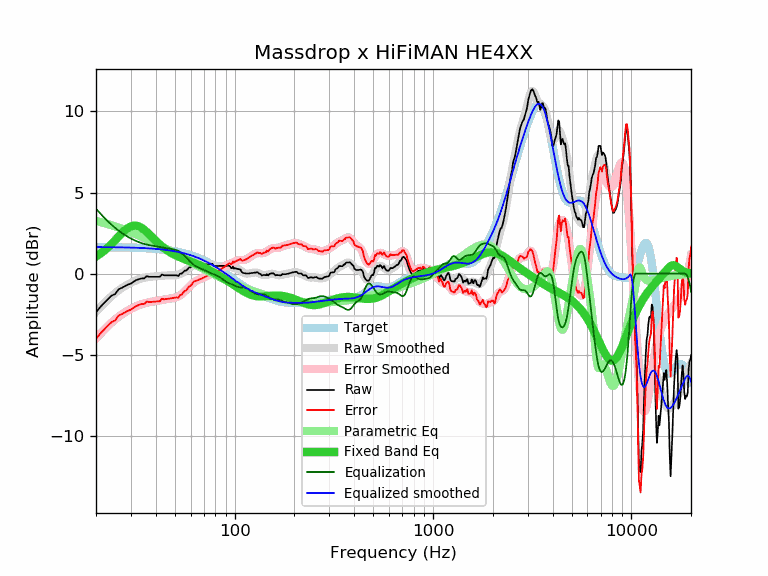 Massdrop x HiFiMAN HE4XX
Amplitude (dBr)
10
5
0
−5
−10
Target
Raw Smoothed
Error Smoothed
Raw
Error
Parametric Eq
Fixed Band Eq
Equalization
Equalized smoothed
100
1000
10000
Frequency (Hz)